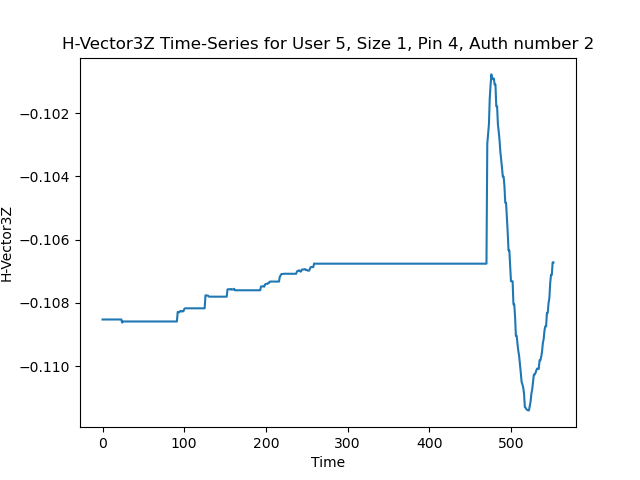 H-Vector3Z Time-Series for User 5, Size 1, Pin 4, Auth number 2
H-Vector3Z
−0.102
−0.104
−0.106
−0.108
−0.110
0 100 200 300 400 500
Time